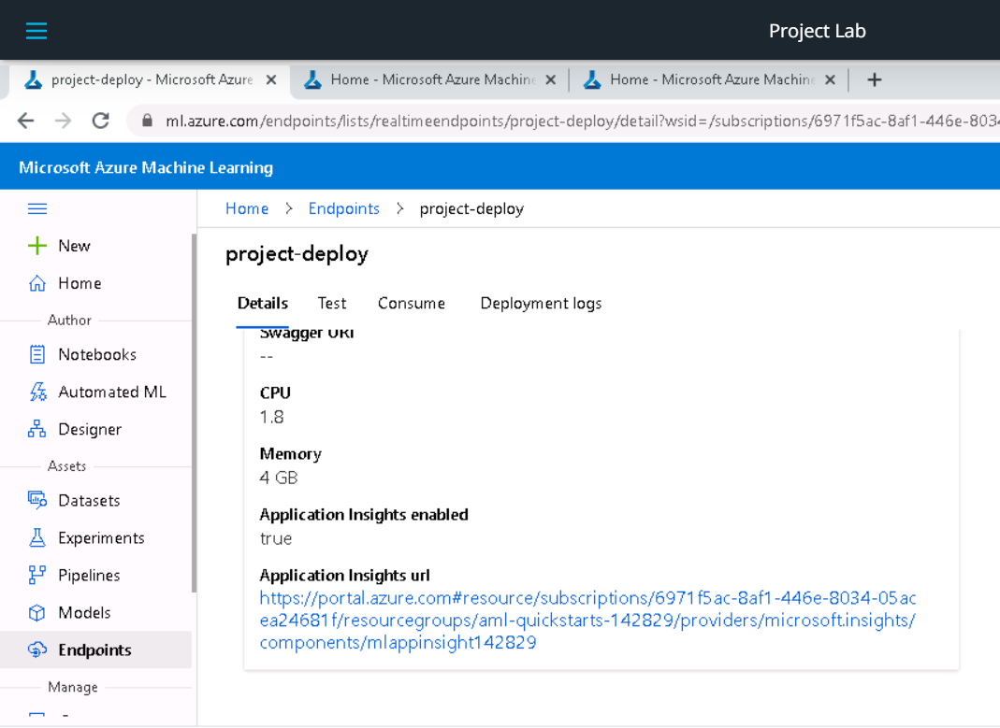 Project Lab
project-deploy - Microsoft Azure
Home - Microsoft Azure Machine
Home - Microsoft Azure Machine
ml.azure.com/endpoints/lists/realtimeendpoints/project-deploy/detail?wsid=/subscriptions/6971f5ac-8af1-446e-8034
Microsoft Azure Machine Learning
Home > Endpoints > project-deploy
New
Home
Author
Notebooks
Automated ML
Designer
Assets
Datasets
Experiments
Pipelines
Models
Endpoints
Manage
project-deploy
Details Test Consume Deployment logs
Swagger URI
--
CPU
1.8
Memory
4 GB
Application Insights enabled
true
Application Insights url
https://portal.azure.com#resource/subscriptions/6971f5ac-8af1-446e-8034-05ac
ea24681f/resourcegroups/aml-quickstarts-142829/providers/microsoft.insights/
components/mlappinsight142829